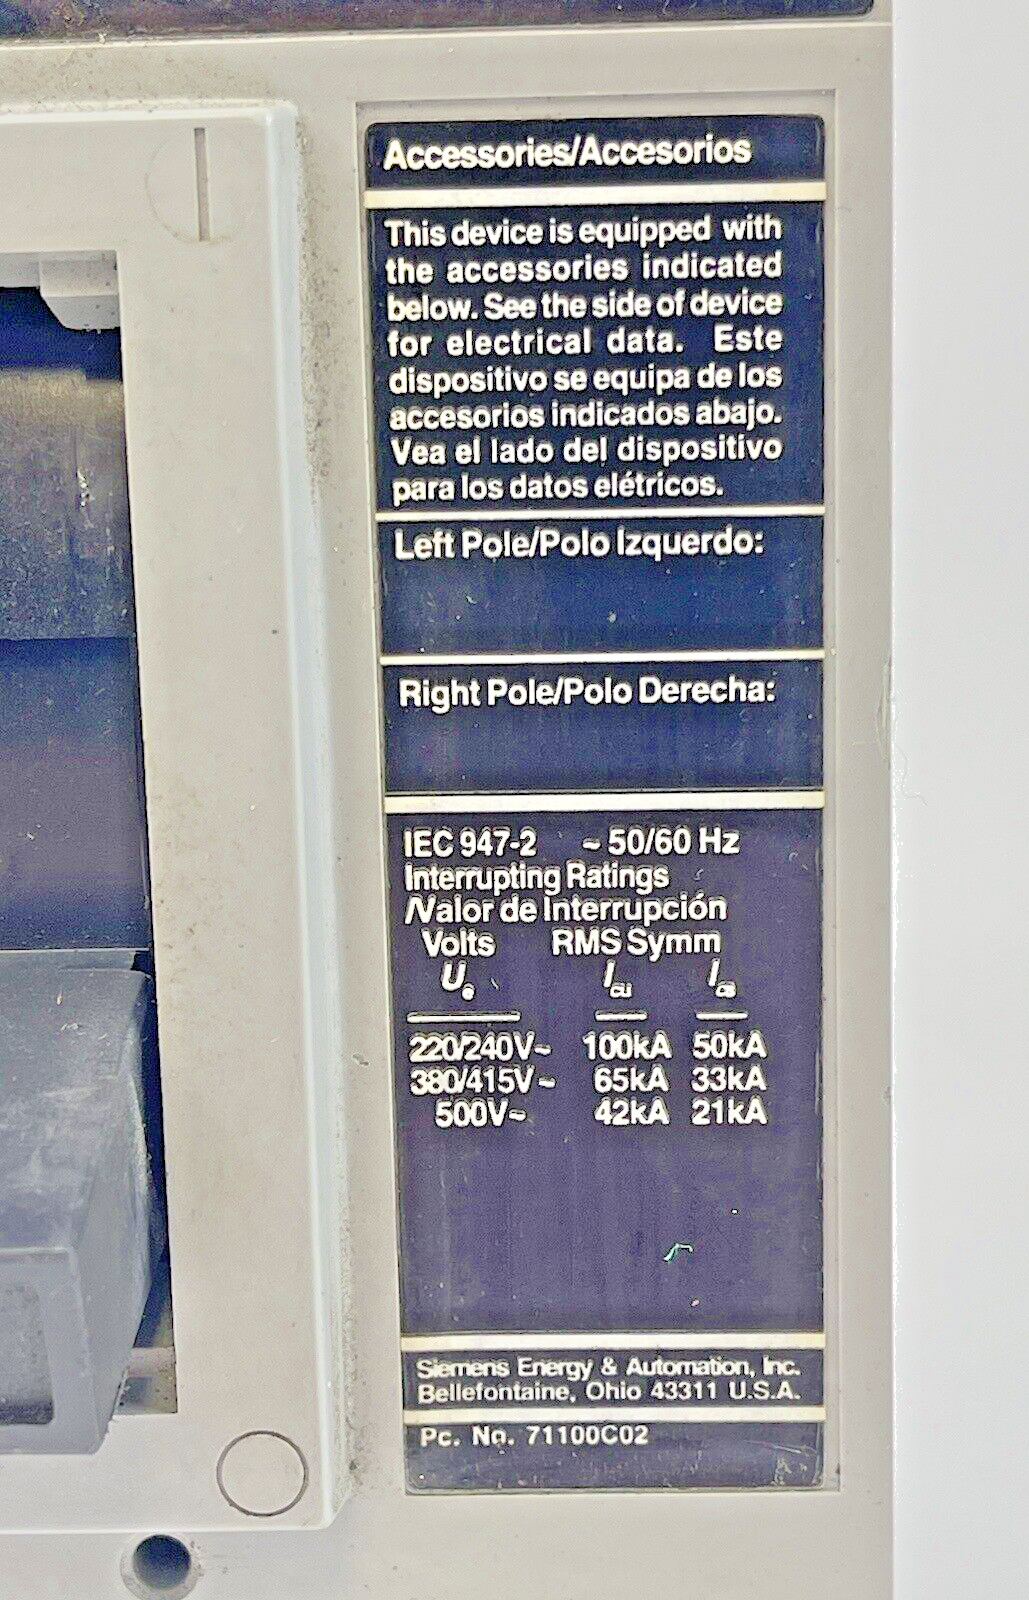 Accessories/Accesorios
This device is equipped with
the accessories indicated
below. See the side of device
for electrical data. Este
dispositivo se equipa de los
accesorios indicados abajo.
Vea el lado del dispositivo
para los datos elétricos.
Left Pole/Polo Izquerdo:
Right Pole/Polo Derecha:
IEC 947-2 ~ 50/60 Hz
Interrupting Ratings
/Valor de Interrupción
Volts RMS Symm
Ue Icu Ics
220/240V~ 100kA 50kA
380/415V~ 65kA 33kA
500V~ 42kA 21kA
Siemens Energy & Automation, Inc.
Bellefontaine, Ohio 43311 U.S.A.
Pc. No. 71100C02